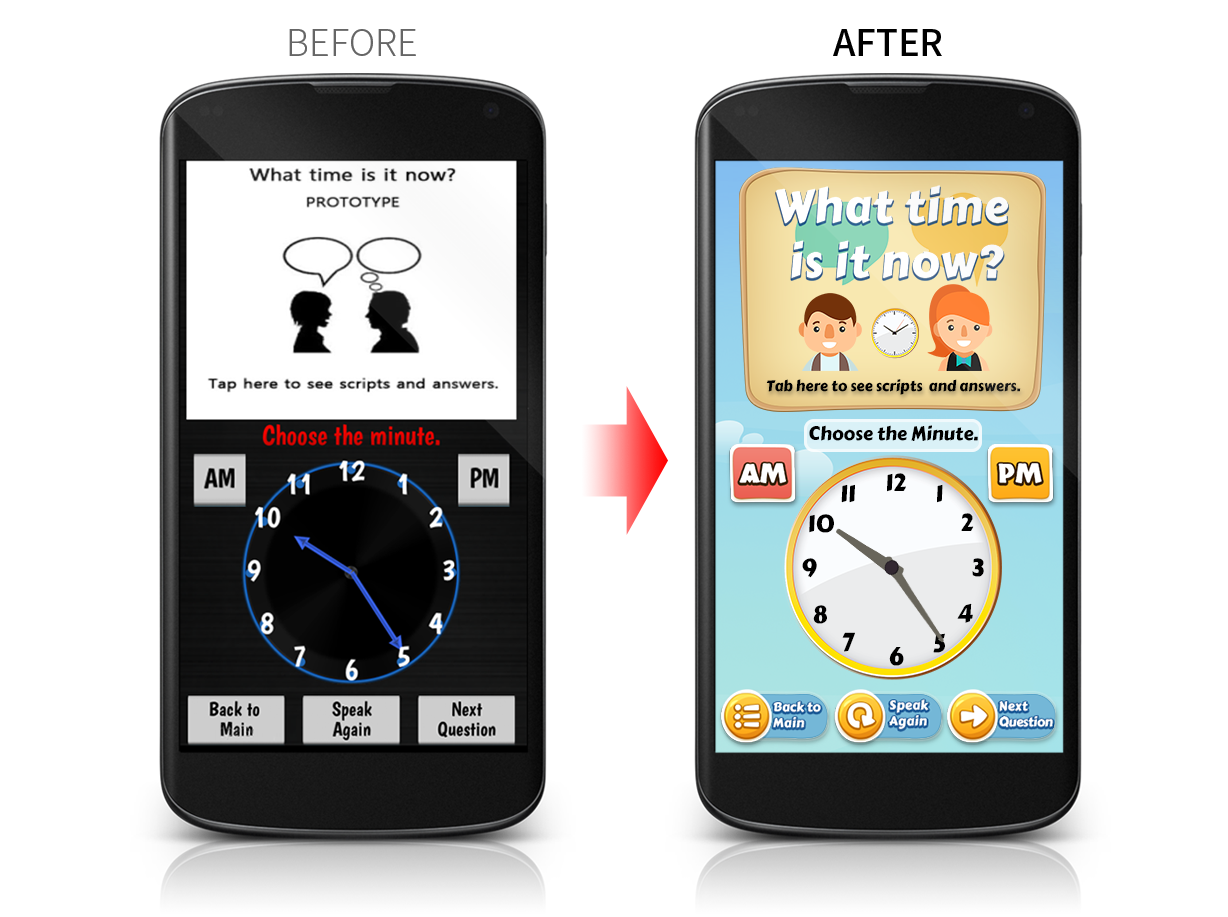 BEFORE
What time is it now?
PROTOTYPE
Tap here to see scripts and answers.
Choose the minute.
AM
PM
12
1
2
3
4
5
6
7
8
9
10
11
Back to
Main
Speak
Again
Next
Question
AFTER
What time
is it now?
Tab here to see scripts and answers.
Choose the Minute.
AM
PM
12
1
2
3
4
5
6
7
8
9
10
11
Back to
Main
Speak
Again
Next
Question